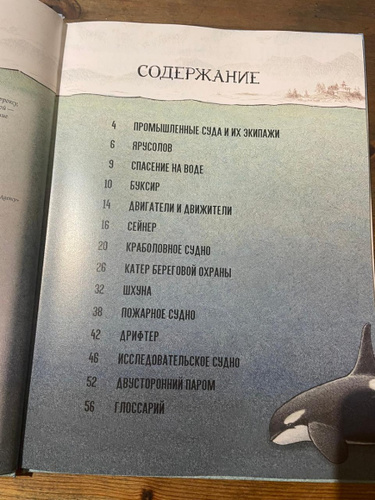 СОДЕРЖАНИЕ
4 ПРОМЫШЛЕННЫЕ СУДА И ИХ ЭКИПАЖИ
6 ЯРУСОЛОВ
9 СПАСЕНИЕ НА ВОДЕ
10 БУКСИР
14 ДВИГАТЕЛИ И ДВИЖИТЕЛИ
16 СЕЙНЕР
20 КРАБОЛОВНОЕ СУДНО
26 КАТЕР БЕРЕГОВОЙ ОХРАНЫ
32 ШХУНА
38 ПОЖАРНОЕ СУДНО
42 ДРИФТЕР
46 ИССЛЕДОВАТЕЛЬСКОЕ СУДНО
52 ДВУСТОРОННИЙ ПАРОМ
56 ГЛОССАРИЙ